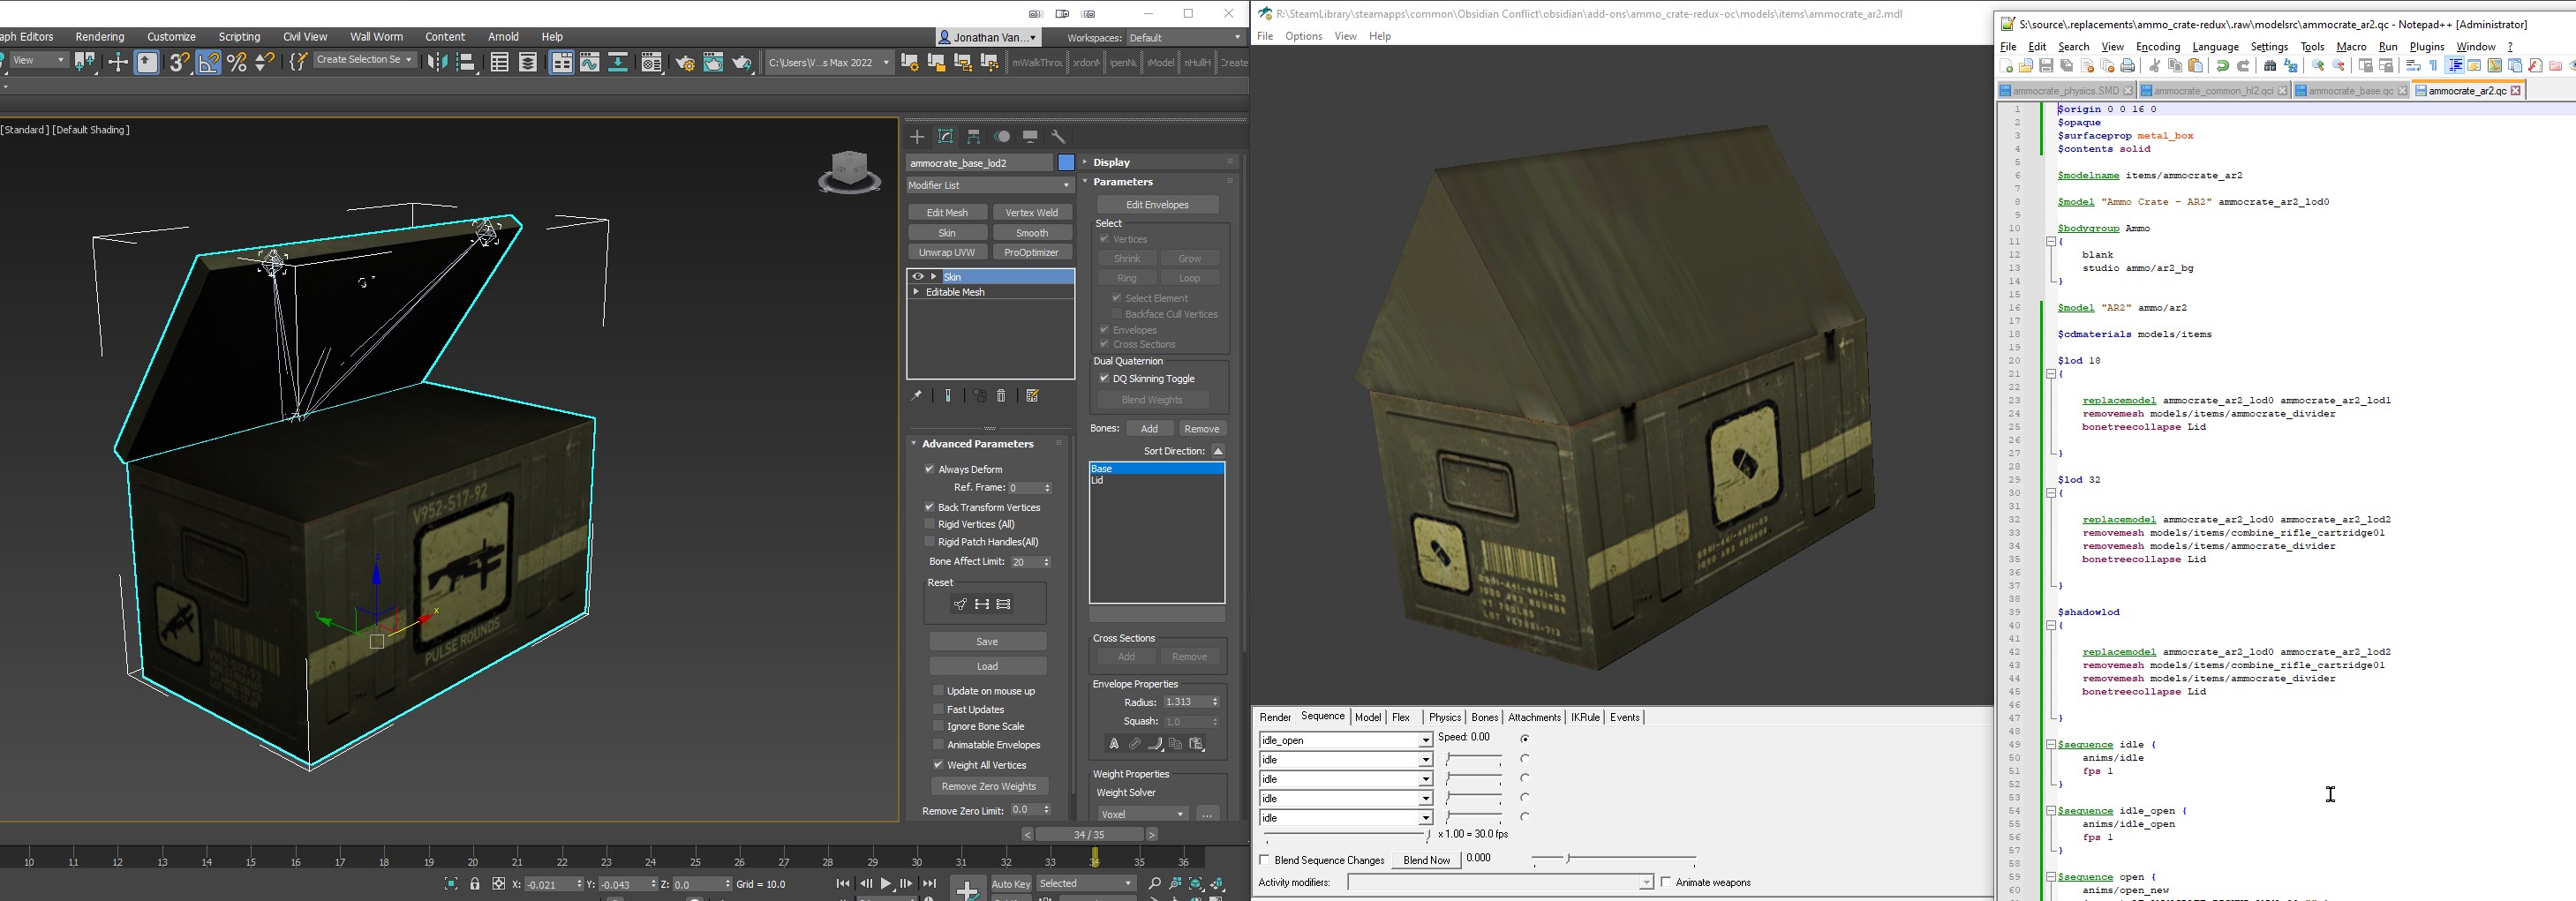 R:\SteamLibrary\steamapps\common\Obsidian Conflict\obsidian\add-ons\ammo_crate-redux-oc\models\items\ammocrate_ar2.mdl
S:\source\.replacements\ammo_crate-redux\.raw\modelsrc\ammocrate_ar2.qc - Notepad++ [Administrator]
aph Editors Rendering Customize Scripting Civil View Wall Worm Content Arnold Help
Jonathan Van... Workspaces: Default
File Options View Help
File Edit Search View Encoding Language Settings Tools Macro Run Plugins Window ?
View Create Selection Se C:\Users\V...s Max 2022 mWalkThrou Create
ammocrate_physics.SMD ammocrate_common_hl2.qci ammocrate_base.qc ammocrate_ar2.qc
[Standard ] [Default Shading ]
ammocrate_base_lod2
Modifier List
Edit Mesh Vertex Weld
Skin Smooth
Unwrap UVW ProOptimizer
Skin
Editable Mesh
Advanced Parameters
Always Deform
Ref. Frame: 0
Back Transform Vertices
Rigid Vertices (All)
Rigid Patch Handles(All)
Bone Affect Limit: 20
Reset
Save
Load
Update on mouse up
Fast Updates
Ignore Bone Scale
Animatable Envelopes
Weight All Vertices
Remove Zero Weights
Remove Zero Limit: 0.0
Display
Parameters
Edit Envelopes
Select
Vertices
Shrink Grow
Ring Loop
Select Element
Backface Cull Vertices
Envelopes
Cross Sections
Dual Quaternion
DQ Skinning Toggle
Blend Weights
Bones: Add Remove
Sort Direction:
Base
Lid
Cross Sections
Add Remove
Envelope Properties
Radius: 1.313
Squash: 1.0
Weight Properties
Weight Solver
Voxel ...
V952-S17-92
PULSE ROUNDS
< 34 / 35 >
10 11 12 13 14 15 16 17 18 19 20 21 22 23 24 25 26 27 28 29 30 31 32 33 34 35 36
X: -0.021 Y: -0.043 Z: 0.0 Grid = 10.0 Auto Key Selected
Render Sequence Model Flex Physics Bones Attachments IKRule Events
idle_open Speed: 0.00
idle
idle
idle
idle
x 1.00 = 30.0 fps
Blend Sequence Changes Blend Now 0.000
Activity modifiers: Animate weapons
1 $origin 0 0 16 0
2 $opaque
3 $surfaceprop metal_box
4 $contents solid
5
6 $modelname items/ammocrate_ar2
7
8 $model "Ammo Crate - AR2" ammocrate_ar2_lod0
9
10 $bodygroup Ammo
11 {
12 blank
13 studio ammo/ar2_bg
14 }
15
16 $model "AR2" ammo/ar2
17
18 $cdmaterials models/items
19
20 $lod 18
21 {
22
23 replacemodel ammocrate_ar2_lod0 ammocrate_ar2_lod1
24 removemesh models/items/ammocrate_divider
25 bonetreecollapse Lid
26
27 }
28
29 $lod 32
30 {
31
32 replacemodel ammocrate_ar2_lod0 ammocrate_ar2_lod2
33 removemesh models/items/combine_rifle_cartridge01
34 removemesh models/items/ammocrate_divider
35 bonetreecollapse Lid
36
37 }
38
39 $shadowlod
40 {
41
42 replacemodel ammocrate_ar2_lod0 ammocrate_ar2_lod2
43 removemesh models/items/combine_rifle_cartridge01
44 removemesh models/items/ammocrate_divider
45 bonetreecollapse Lid
46
47 }
48
49 $sequence idle {
50 anims/idle
51 fps 1
52 }
53
54 $sequence idle_open {
55 anims/idle_open
56 fps 1
57 }
58
59 $sequence open {
60 anims/open_new